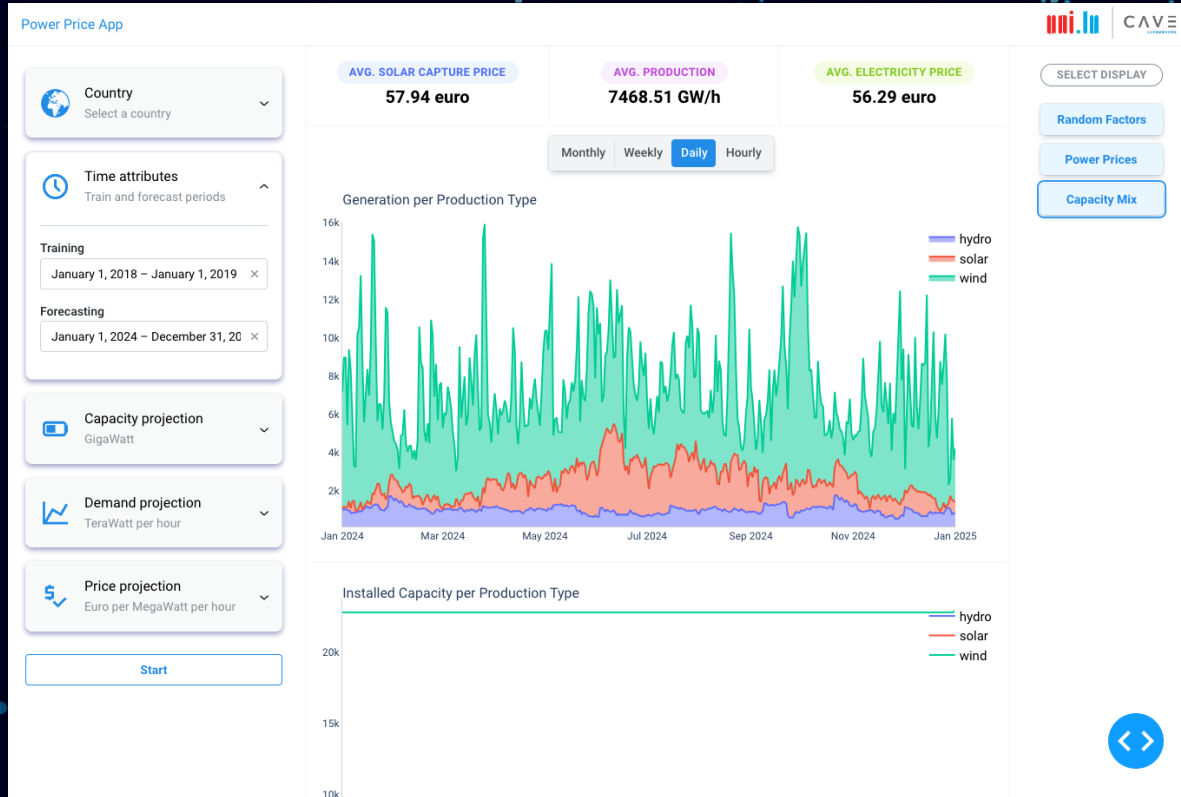 Power Price App
uni.lu
CAVE
LUXEMBOURG
Country
Select a country
Time attributes
Train and forecast periods
Training
January 1, 2018 – January 1, 2019 ×
Forecasting
January 1, 2024 – December 31, 20 ×
Capacity projection
GigaWatt
Demand projection
TeraWatt per hour
Price projection
Euro per MegaWatt per hour
Start
AVG. SOLAR CAPTURE PRICE
57.94 euro
AVG. PRODUCTION
7468.51 GW/h
AVG. ELECTRICITY PRICE
56.29 euro
Monthly Weekly Daily Hourly
Generation per Production Type
16k
14k
12k
10k
8k
6k
4k
2k
Jan 2024 Mar 2024 May 2024 Jul 2024 Sep 2024 Nov 2024 Jan 2025
hydro
solar
wind
Installed Capacity per Production Type
20k
15k
10k
hydro
solar
wind
SELECT DISPLAY
Random Factors
Power Prices
Capacity Mix